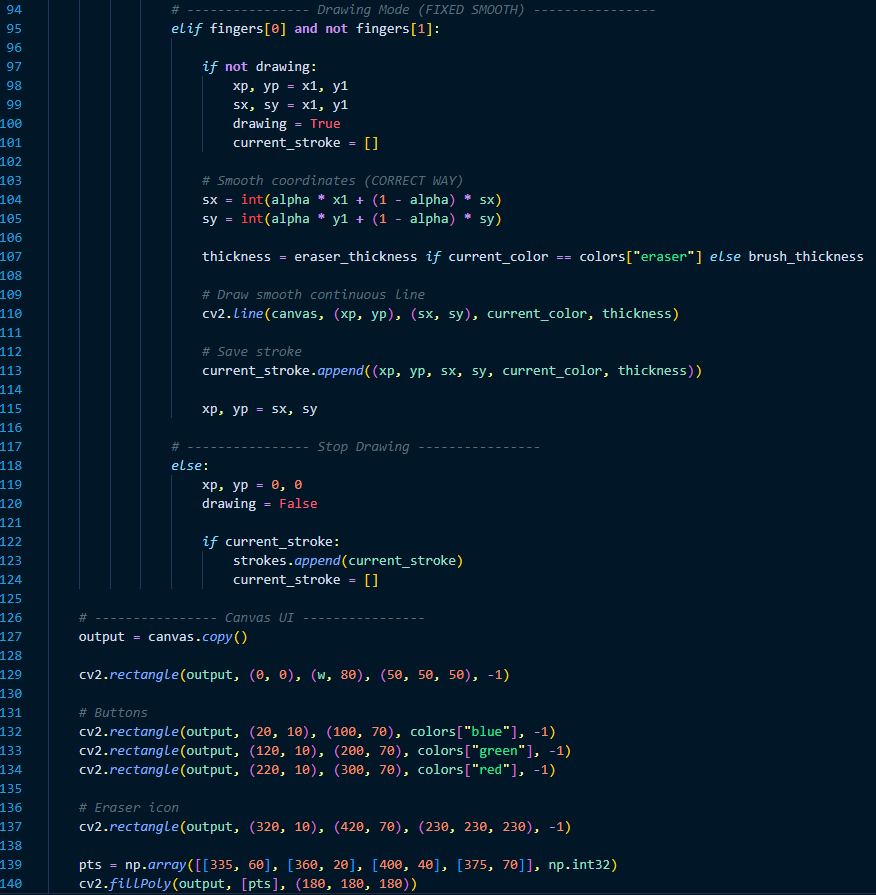 94 # ---------------- Drawing Mode (FIXED SMOOTH) ----------------
95 elif fingers[0] and not fingers[1]:
96
97 if not drawing:
98 xp, yp = x1, y1
99 sx, sy = x1, y1
100 drawing = True
101 current_stroke = []
102
103 # Smooth coordinates (CORRECT WAY)
104 sx = int(alpha * x1 + (1 - alpha) * sx)
105 sy = int(alpha * y1 + (1 - alpha) * sy)
106
107 thickness = eraser_thickness if current_color == colors["eraser"] else brush_thickness
108
109 # Draw smooth continuous line
110 cv2.line(canvas, (xp, yp), (sx, sy), current_color, thickness)
111
112 # Save stroke
113 current_stroke.append((xp, yp, sx, sy, current_color, thickness))
114
115 xp, yp = sx, sy
116
117 # ---------------- Stop Drawing ----------------
118 else:
119 xp, yp = 0, 0
120 drawing = False
121
122 if current_stroke:
123 strokes.append(current_stroke)
124 current_stroke = []
125
126 # ---------------- Canvas UI ----------------
127 output = canvas.copy()
128
129 cv2.rectangle(output, (0, 0), (w, 80), (50, 50, 50), -1)
130
131 # Buttons
132 cv2.rectangle(output, (20, 10), (100, 70), colors["blue"], -1)
133 cv2.rectangle(output, (120, 10), (200, 70), colors["green"], -1)
134 cv2.rectangle(output, (220, 10), (300, 70), colors["red"], -1)
135
136 # Eraser icon
137 cv2.rectangle(output, (320, 10), (420, 70), (230, 230, 230), -1)
138
139 pts = np.array([[335, 60], [360, 20], [400, 40], [375, 70]], np.int32)
140 cv2.fillPoly(output, [pts], (180, 180, 180))